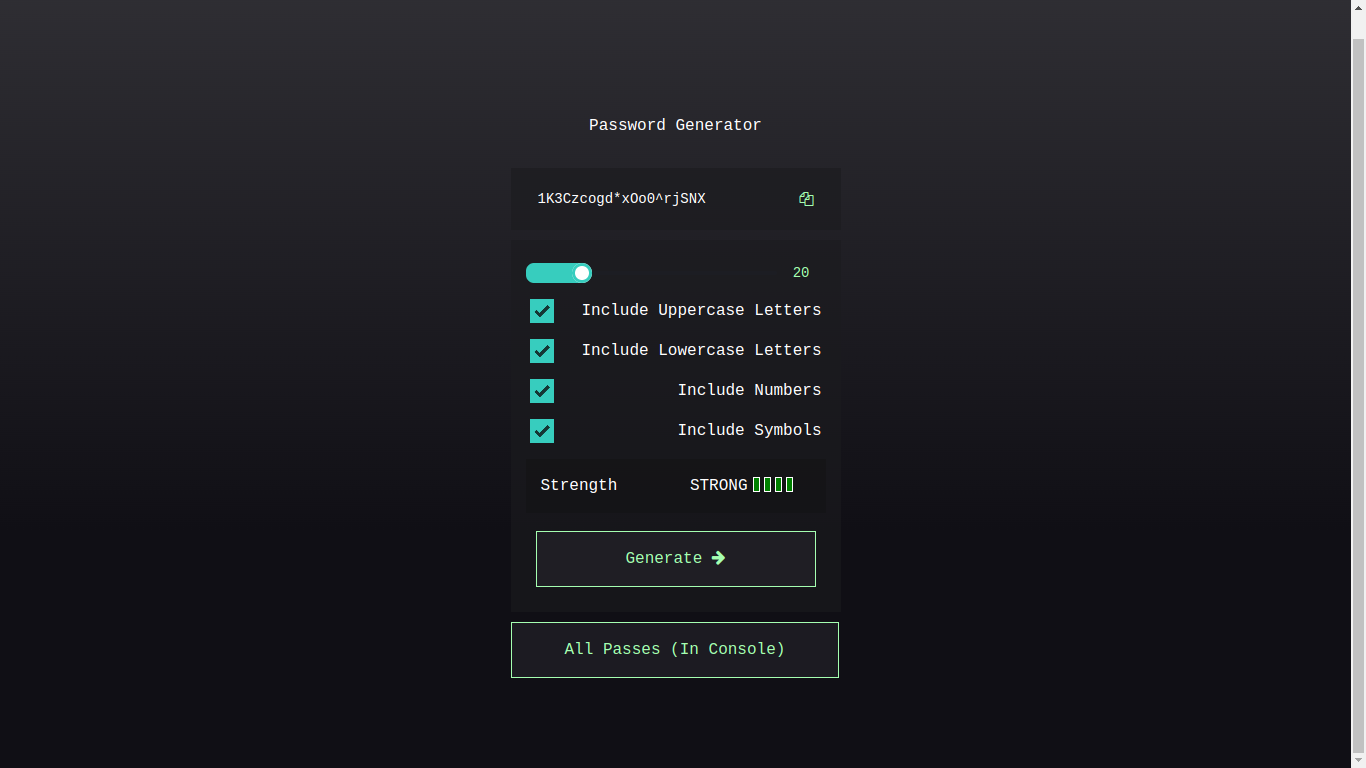 Password Generator
1K3Czcogd*xOo0^rjSNX
20
Include Uppercase Letters
Include Lowercase Letters
Include Numbers
Include Symbols
Strength STRONG
Generate
All Passes (In Console)